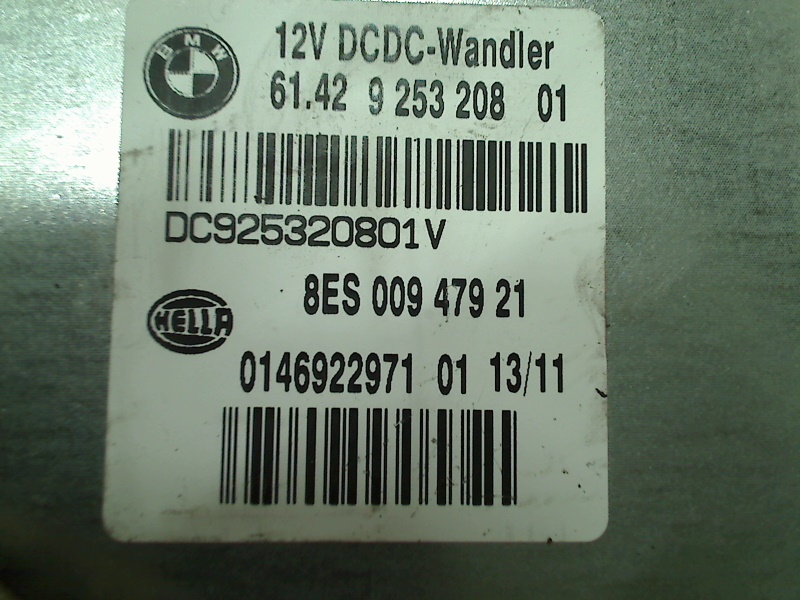 BMW
12V DCDC-Wandler
61.42 9 253 208 01
DC925320801V
8ES 009 479 21
HELLA
0146922971 01 13/11